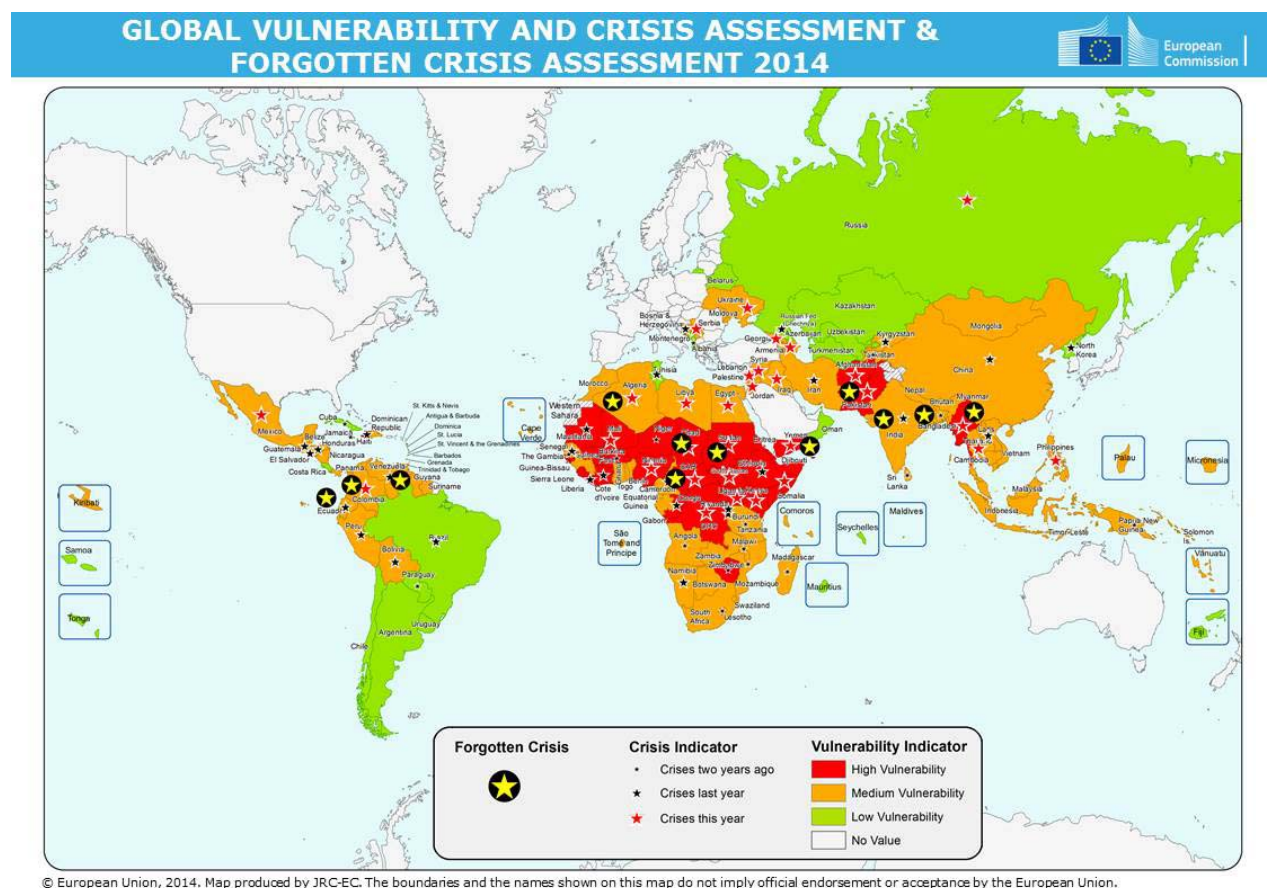 GLOBAL VULNERABILITY AND CRISIS ASSESSMENT &
FORGOTTEN CRISIS ASSESSMENT 2014
European
Commission
Russia
Belarus
Ukraine
Moldova
Kazakhstan
Bosnia &
Herzegovina
Serbia
Montenegro
Albania
Russian Fed.
Georgia
Azerbaijan
Armenia
Uzbekistan
Kyrgyzstan
Turkmenistan
Mongolia
China
North
Korea
Tunisia
Lebanon
Syria
Palestine
Jordan
Iraq
Iran
Afghanistan
Pakistan
Nepal
Bhutan
India
Bangladesh
Myanmar
Laos
Vietnam
Cambodia
Philippines
Sri
Lanka
Malaysia
Indonesia
Timor-Leste
Papua New
Guinea
Solomon
Is.
Palau
Micronesia
Vanuatu
Fiji
Morocco
Algeria
Libya
Egypt
Western
Sahara
Cape
Verde
Mauritania
Mali
Niger
Chad
Sudan
Eritrea
Yemen
Oman
Djibouti
Senegal
The Gambia
Guinea-Bissau
Sierra Leone
Liberia
Cote
d'Ivoire
Togo
Cameroun
Equatorial
Guinea
Gabon
CAR
Somalia
DRC
Burundi
Tanzania
São
Tome and
Principe
Angola
Zambia
Malawi
Zimbabwe
Mozambique
Namibia
Botswana
South
Africa
Swaziland
Lesotho
Comoros
Madagascar
Seychelles
Maldives
Mauritius
Mexico
Cuba
Jamaica
Haiti
Dominican
Republic
Belize
Honduras
Guatemala
El Salvador
Nicaragua
Costa Rica
Panama
St. Kitts & Nevis
Antigua & Barbuda
Dominica
St. Lucia
St. Vincent & the Grenadines
Barbados
Grenada
Trinidad & Tobago
Venezuela
Guyana
Suriname
Colombia
Ecuador
Peru
Brazil
Bolivia
Paraguay
Uruguay
Argentina
Chile
Kiribati
Samoa
Tonga
Forgotten Crisis
Crisis Indicator
Crises two years ago
Crises last year
Crises this year
Vulnerability Indicator
High Vulnerability
Medium Vulnerability
Low Vulnerability
No Value
© European Union, 2014. Map produced by JRC-EC. The boundaries and the names shown on this map do not imply official endorsement or acceptance by the European Union.